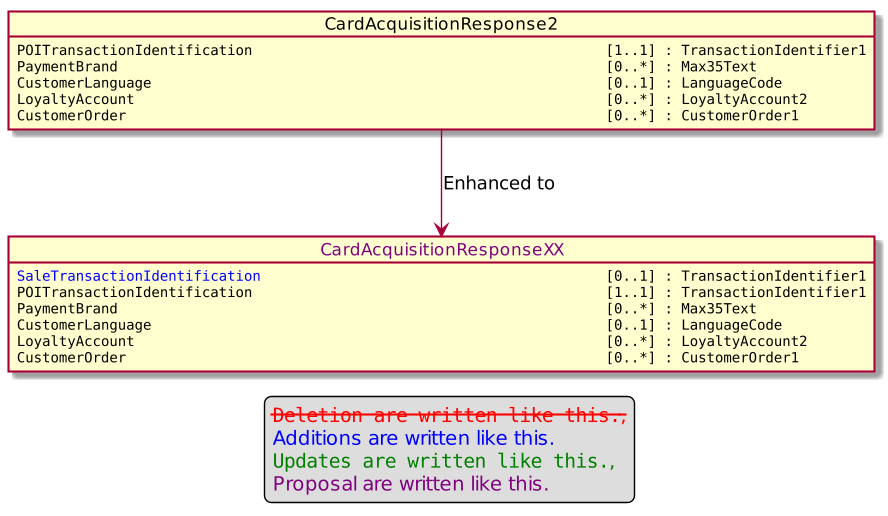 CardAcquisitionResponse2
POITransactionIdentification [1..1] : TransactionIdentifier1
PaymentBrand [0..*] : Max35Text
CustomerLanguage [0..1] : LanguageCode
LoyaltyAccount [0..*] : LoyaltyAccount2
CustomerOrder [0..*] : CustomerOrder1
Enhanced to
CardAcquisitionResponseXX
SaleTransactionIdentification [0..1] : TransactionIdentifier1
POITransactionIdentification [1..1] : TransactionIdentifier1
PaymentBrand [0..*] : Max35Text
CustomerLanguage [0..1] : LanguageCode
LoyaltyAccount [0..*] : LoyaltyAccount2
CustomerOrder [0..*] : CustomerOrder1
Deletion are written like this.,
Additions are written like this.
Updates are written like this.,
Proposal are written like this.